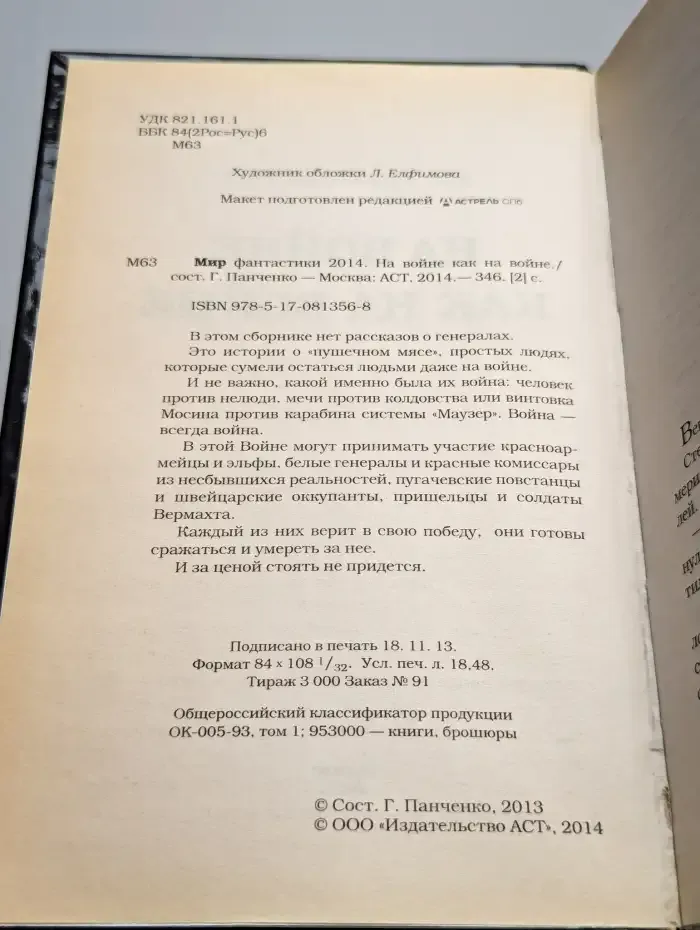 УДК 821.161.1
ББК 84(2Рос=Рус)6
М63
Художник обложки Л. Елфимова
Макет подготовлен редакцией АСТРЕЛЬ СПб
М63 Мир фантастики 2014. На войне как на войне./
сост. Г. Панченко — Москва: АСТ. 2014.— 346. [2] с.
ISBN 978-5-17-081356-8
В этом сборнике нет рассказов о генералах.
Это истории о «пушечном мясе», простых людях,
которые сумели остаться людьми даже на войне.
И не важно, какой именно была их война: человек
против нелюди, мечи против колдовства или винтовка
Мосина против карабина системы «Маузер». Война —
всегда война.
В этой Войне могут принимать участие красноар-
мейцы и эльфы, белые генералы и красные комиссары
из несбывшихся реальностей, пугачевские повстанцы
и швейцарские оккупанты, пришельцы и солдаты
Вермахта.
Каждый из них верит в свою победу, они готовы
сражаться и умереть за нее.
И за ценой стоять не придется.
Подписано в печать 18. 11. 13.
Формат 84 x 108 1/32. Усл. печ. л. 18,48.
Тираж 3 000 Заказ № 91
Общероссийский классификатор продукции
ОК-005-93, том 1; 953000 — книги, брошюры
© Сост. Г. Панченко, 2013
© ООО «Издательство АСТ», 2014